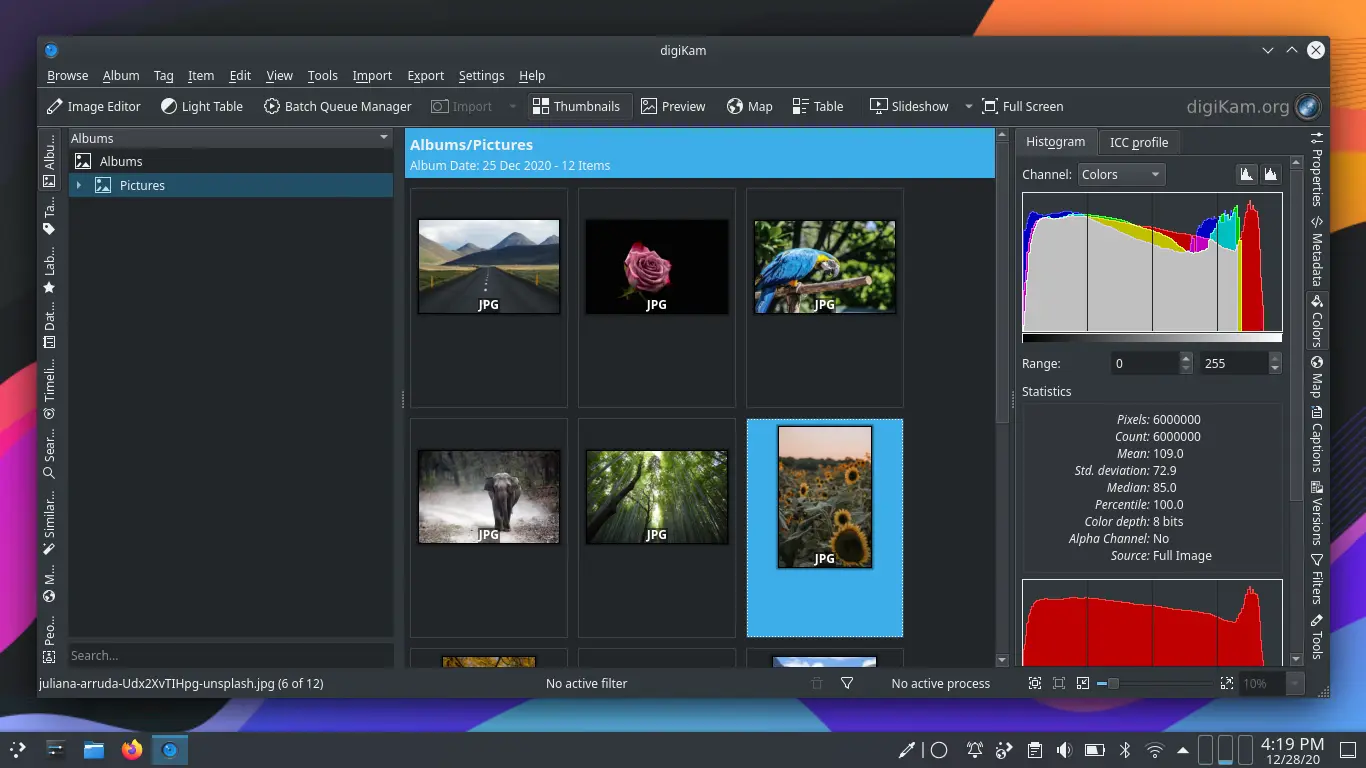 digiKam
Browse Album Tag Item Edit View Tools Import Export Settings Help
Image Editor Light Table Batch Queue Manager Import Thumbnails Preview Map Table Slideshow Full Screen digiKam.org
Albu...
Ta...
Lab...
Dat...
Timeli...
Sear...
Similar...
M...
Peo...
Albums
Albums
Pictures
Search...
Albums/Pictures
Album Date: 25 Dec 2020 - 12 Items
JPG
JPG
JPG
JPG
JPG
JPG
Histogram ICC profile
Channel: Colors
Range: 0 255
Statistics
Pixels: 6000000
Count: 6000000
Mean: 109.0
Std. deviation: 72.9
Median: 85.0
Percentile: 100.0
Color depth: 8 bits
Alpha Channel: No
Source: Full Image
Properties
Metadata
Colors
Map
Captions
Versions
Filters
Tools
juliana-arruda-Udx2XvTIHpg-unsplash.jpg (6 of 12) No active filter No active process 10%
4:19 PM
12/28/20